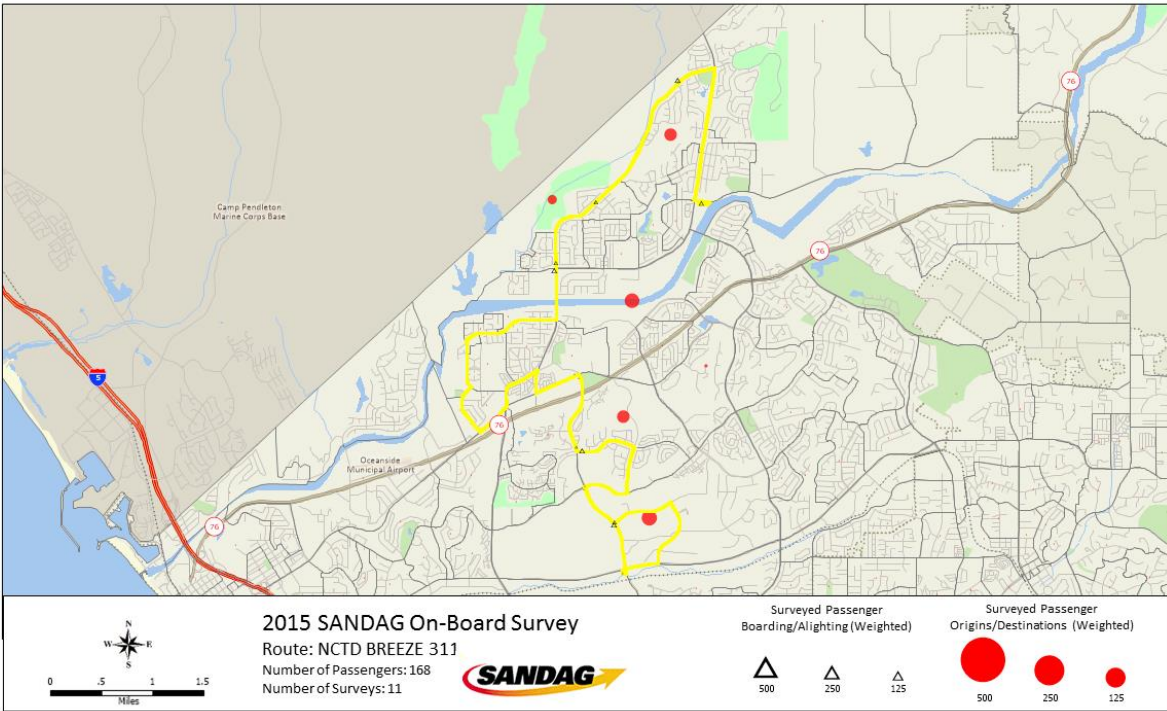 76
Camp Pendleton
Marine Corps Base
76
5
76
Oceanside
Municipal Airport
76
N
W E
S
0 .5 1 1.5
Miles
2015 SANDAG On-Board Survey
Route: NCTD BREEZE 311
Number of Passengers: 168
Number of Surveys: 11
SANDAG
Surveyed Passenger
Boarding/Alighting (Weighted)
500 250 125
Surveyed Passenger
Origins/Destinations (Weighted)
500 250 125